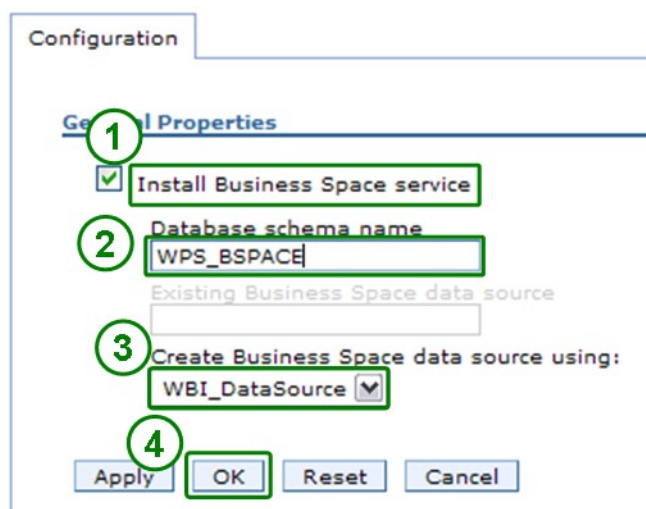 Configuration
General Properties
1
Install Business Space service
Database schema name
2
WPS_BSPACE
Existing Business Space data source
3
Create Business Space data source using:
WBI_DataSource
4
Apply
OK
Reset
Cancel